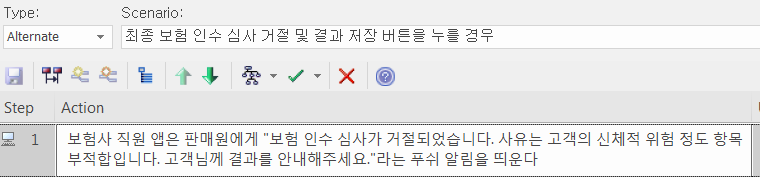 Type:
Scenario:
Alternate
최종 보험 인수 심사 거절 및 결과 저장 버튼을 누를 경우
Step
Action
1
보험사 직원 앱은 판매원에게 "보험 인수 심사가 거절되었습니다. 사유는 고객의 신체적 위험 정도 항목
부적합입니다. 고객님께 결과를 안내해주세요."라는 푸쉬 알림을 띄운다